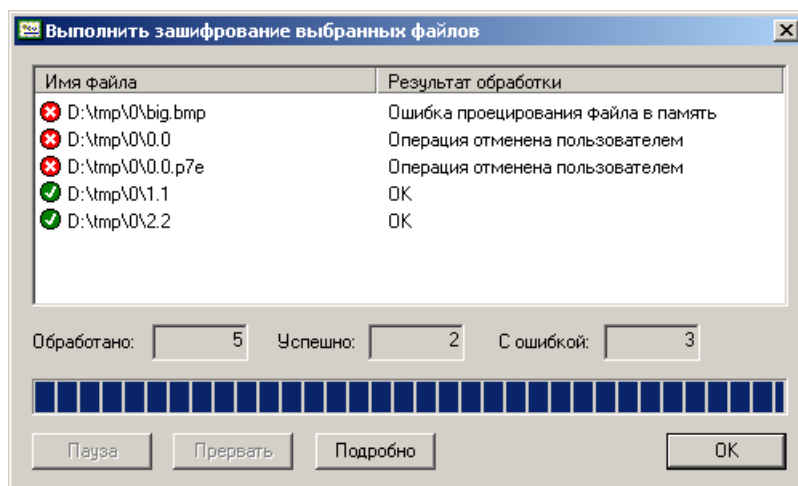 Выполнить зашифрование выбранных файлов
Имя файла Результат обработки
D:\tmp\0\big.bmp Ошибка проецирования файла в память
D:\tmp\0\0.0 Операция отменена пользователем
D:\tmp\0\0.0.p7e Операция отменена пользователем
D:\tmp\0\1.1 OK
D:\tmp\0\2.2 OK
Обработано: 5 Успешно: 2 С ошибкой: 3
Пауза Прервать Подробно OK